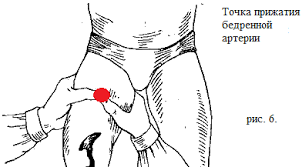 Точка прижатия
бедренной
артерии
рис. 6.